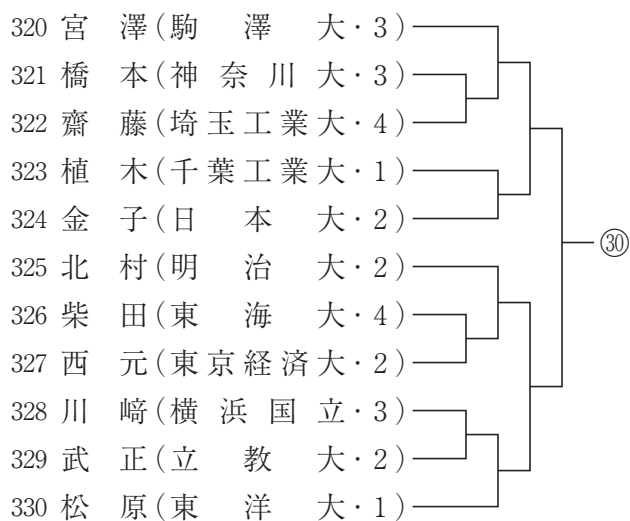 320 宮澤(駒澤大・3)
321 橋本(神奈川大・3)
322 齋藤(埼玉工業大・4)
323 植木(千葉工業大・1)
324 金子(日本大・2)
325 北村(明治大・2)
326 柴田(東海大・4)
327 西元(東京経済大・2)
328 川﨑(横浜国立・3)
329 武正(立教大・2)
330 松原(東洋大・1)
㉚